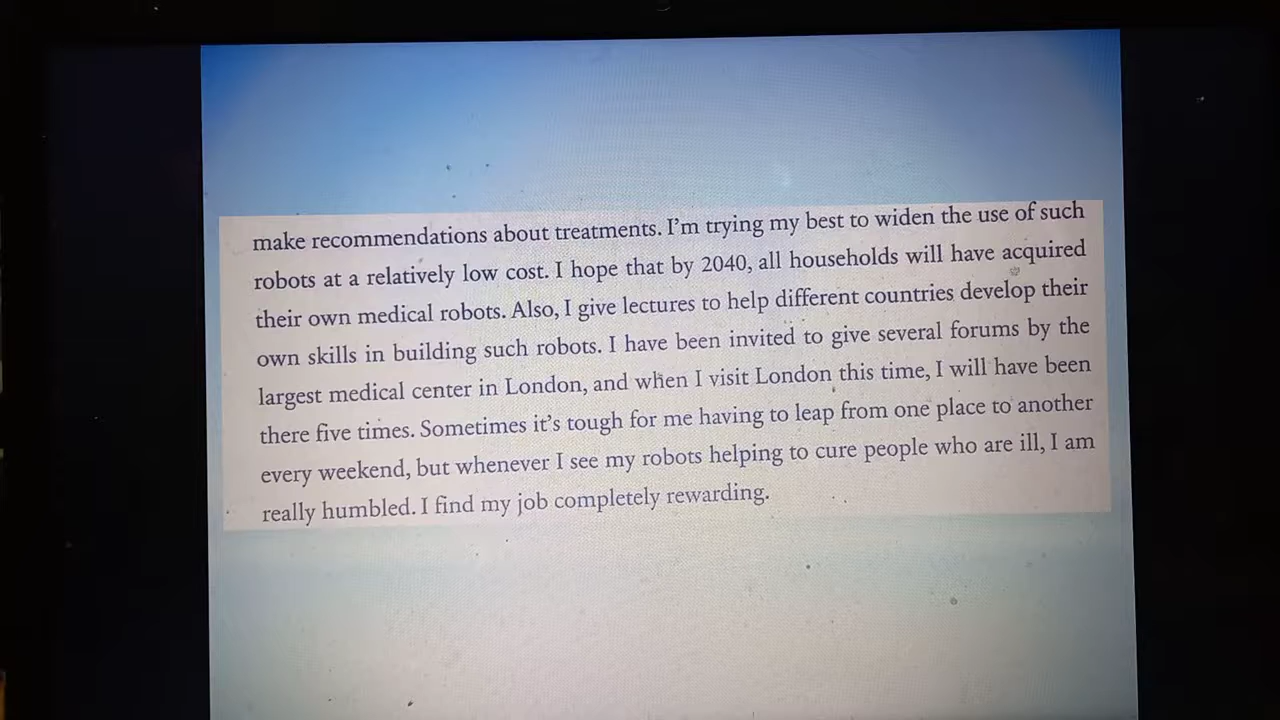 make recommendations about treatments. I'm trying my best to widen the use of such
robots at a relatively low cost. I hope that by 2040, all households will have acquired
their own medical robots. Also, I give lectures to help different countries develop their
own skills in building such robots. I have been invited to give several forums by the
largest medical center in London, and when I visit London this time, I will have been
there five times. Sometimes it's tough for me having to leap from one place to another
every weekend, but whenever I see my robots helping to cure people who are ill, I am
really humbled. I find my job completely rewarding.